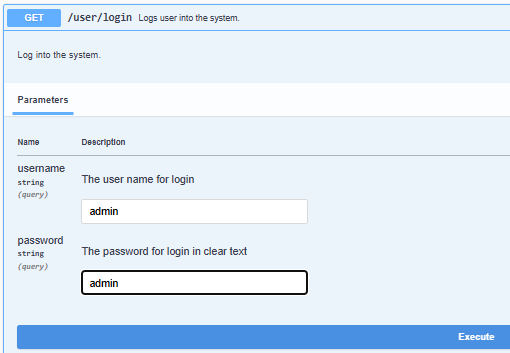 GET /user/login Logs user into the system.
Log into the system.
Parameters
Name Description
username
string
(query)
The user name for login
admin
password
string
(query)
The password for login in clear text
admin
Execute